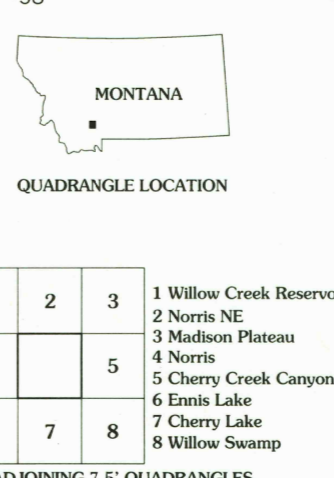 MONTANA
QUADRANGLE LOCATION
2 3
5
7 8
1 Willow Creek Reservo
2 Norris NE
3 Madison Plateau
4 Norris
5 Cherry Creek Canyon
6 Ennis Lake
7 Cherry Lake
8 Willow Swamp
ADJOINING 7.5' QUADRANGLES